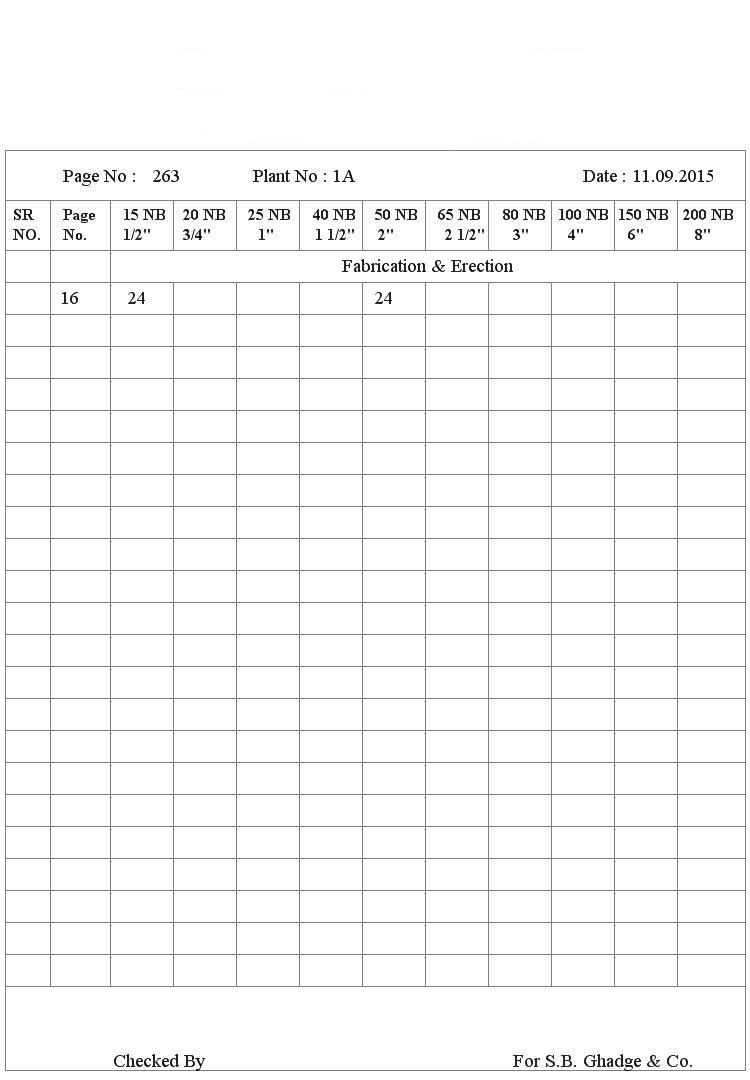 Page No : 263 Plant No : 1A Date : 11.09.2015
SR Page 15 NB 20 NB 25 NB 40 NB 50 NB 65 NB 80 NB 100 NB 150 NB 200 NB
NO. No. 1/2" 3/4" 1" 1 1/2" 2" 2 1/2" 3" 4" 6" 8"
Fabrication & Erection
16 24 24
Checked By For S.B. Ghadge & Co.